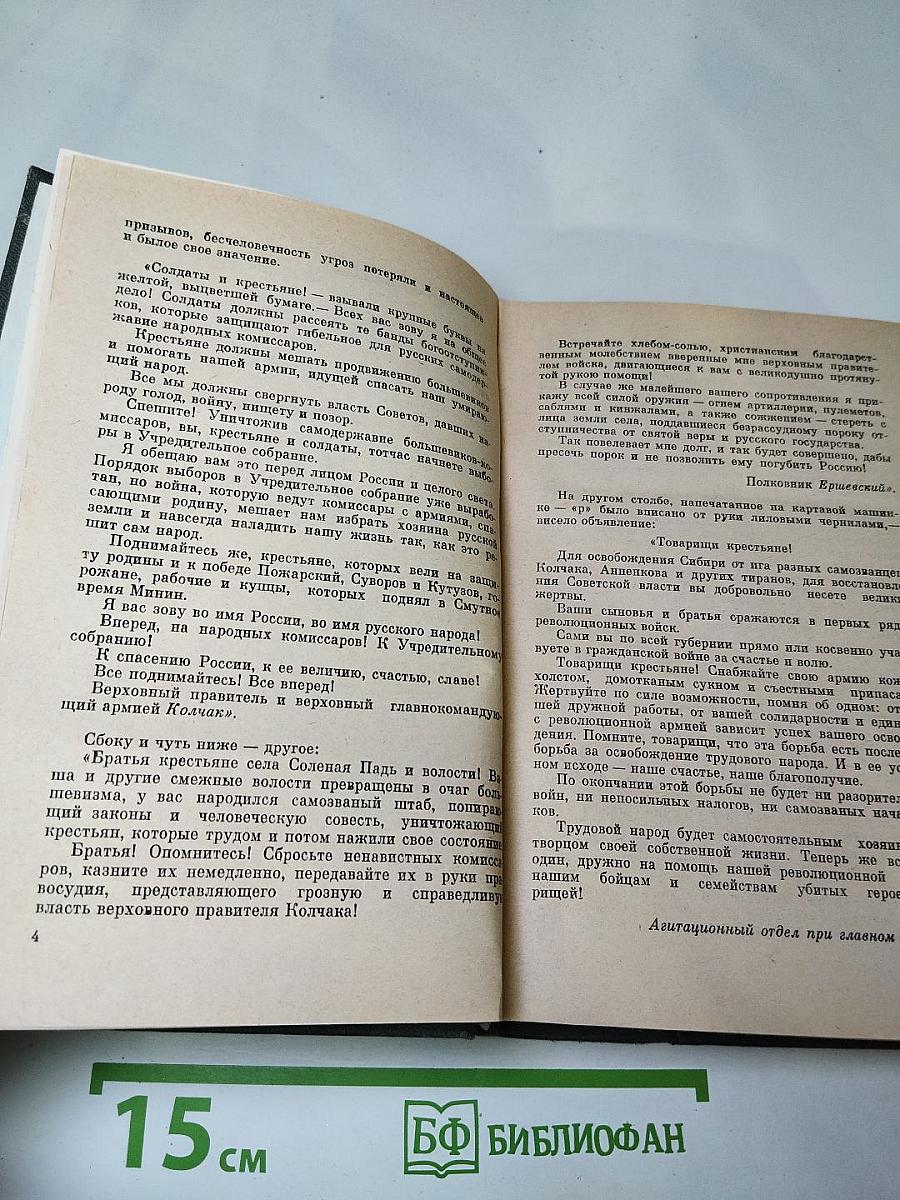 призывов, бесчеловечность угроз потеряли и настоящее
и былое свое значение.
«Солдаты и крестьяне! — взывали крупные буквы на
желтой, выцветшей бумаге.— Всех вас зову я на общее
дело! Солдаты должны рассеять те банды богоотступни-
ков, которые защищают гибельное для русских самодер-
жавие народных комиссаров.
Крестьяне должны мешать продвижению большевиков
и помогать нашей армии, идущей спасать наш умираю-
щий народ.
Все мы должны свергнуть власть Советов, давших на-
роду голод, войну, нищету и позор.
Спешите! Уничтожив самодержавие большевиков-ко-
миссаров, вы, крестьяне и солдаты, тотчас начнете выбо-
ры в Учредительное собрание.
Я обещаю вам это перед лицом России и целого света.
Порядок выборов в Учредительное собрание уже вырабо-
тан, но война, которую ведут комиссары с армиями, спа-
сающими родину, мешает нам избрать хозяина русской
земли и навсегда наладить нашу жизнь так, как это ре-
шит сам народ.
Поднимайтесь же, крестьяне, которых вели на защи-
ту родины и к победе Пожарский, Суворов и Кутузов, го-
рожане, рабочие и купцы, которых поднял в Смутное
время Минин.
Я вас зову во имя России, во имя русского народа!
Вперед, на народных комиссаров! К Учредительному
собранию!
К спасению России, к ее величию, счастью, славе!
Все поднимайтесь! Все вперед!
Верховный правитель и верховный главнокомандую-
щий армией Колчак».
Сбоку и чуть ниже — другое:
«Братья крестьяне села Соленая Падь и волости! Ва-
ша и другие смежные волости превращены в очаг боль-
шевизма, у вас народился самозваный штаб, попираю-
щий законы и человеческую совесть, уничтожающий
крестьян, которые трудом и потом нажили свое состояние
Братья! Опомнитесь! Сбросьте ненавистных комисса
ров, казните их немедленно, передавайте их в руки пра
восудия, представляющего грозную и справедливую
власть верховного правителя Колчака!
4
Встречайте хлебом-солью, христианским благодарст-
венным молебствием вверенные мне верховным правите-
лем войска, двигающиеся к вам с великодушно протяну-
той рукою помощи!
В случае же малейшего вашего сопротивления я при-
кажу всей силой оружия — огнем артиллерии, пулеметов,
саблями и кинжалами, а также сожжением — стереть с
лица земли села, поддавшиеся безрассудному пороку от-
ступничества от святой веры и русского государства.
Так повелевает мне долг, и так будет совершено, дабы
пресечь порок и не позволить ему погубить Россию!
Полковник Ершевский».
На другом столбе, напечатанное на картавой машин-
ке — «р» было вписано от руки лиловыми чернилами,—
висело объявление:
«Товарищи крестьяне!
Для освобождения Сибири от ига разных самозванцев
Колчака, Анненкова и других тиранов, для восстановле
ния Советской власти вы добровольно несете велики
жертвы.
Ваши сыновья и братья сражаются в первых ряд
революционных войск.
Сами вы по всей губернии прямо или косвенно уча
вуете в гражданской войне за счастье и волю.
Товарищи крестьяне! Снабжайте свою армию кож
холстом, домотканым сукном и съестными припаса
Жертвуйте по силе возможности, помня об одном: от
шей дружной работы, от вашей солидарности и един
с революционной армией зависит успех вашего осво
дения. Помните, товарищи, что эта борьба есть после
борьба за освобождение трудового народа. И в ее ус
ном исходе — наше счастье, наше благополучие.
По окончании этой борьбы не будет ни разорител
войн, ни непосильных налогов, ни самозваных нача
ков.
Трудовой народ будет самостоятельным хозяин
творцом своей собственной жизни. Теперь же вс
один, дружно на помощь нашей революционной
нашим бойцам и семействам убитых геро
рищей!
Агитационный отдел при главном
15 см
БФ БИБЛИОФАН